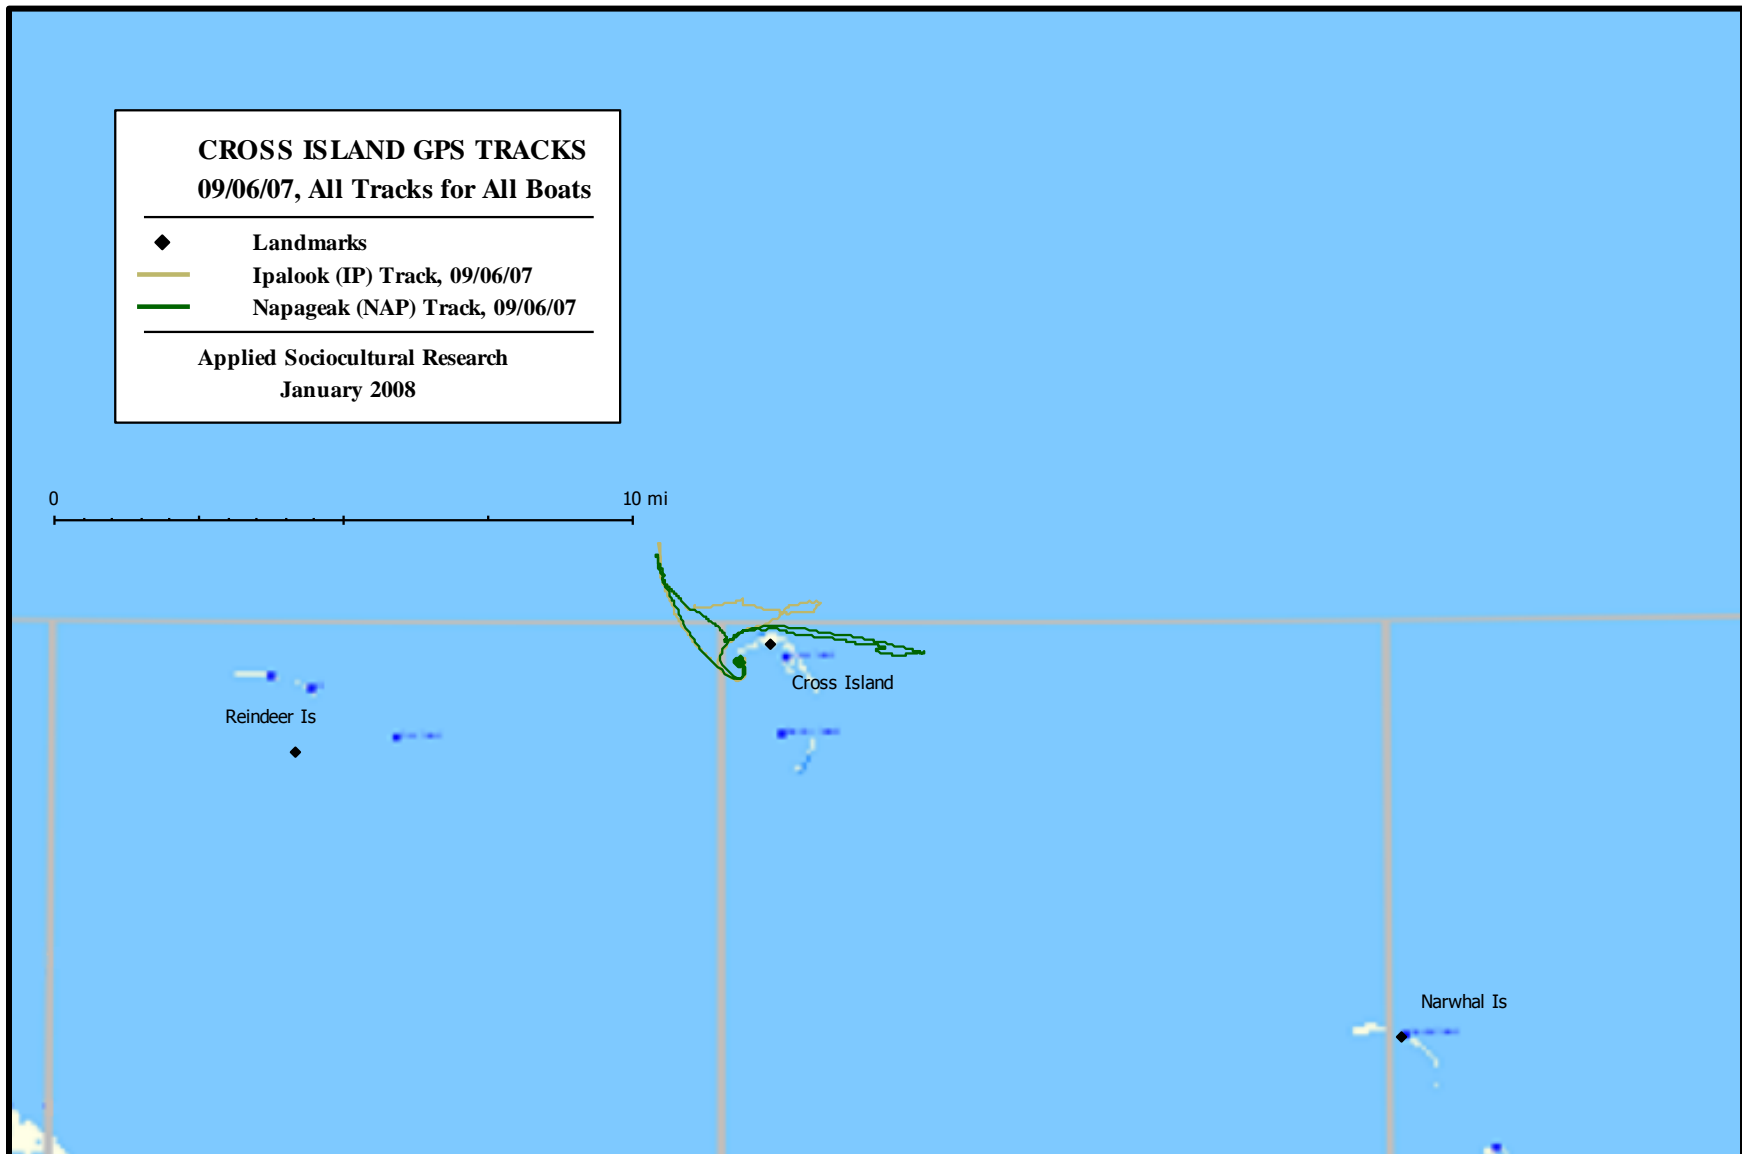 CROSS ISLAND GPS TRACKS
09/06/07, All Tracks for All Boats
Landmarks
Ipalook (IP) Track, 09/06/07
Napageak (NAP) Track, 09/06/07
Applied Sociocultural Research
January 2008
0 10 mi
Cross Island
Reindeer Is
Narwhal Is